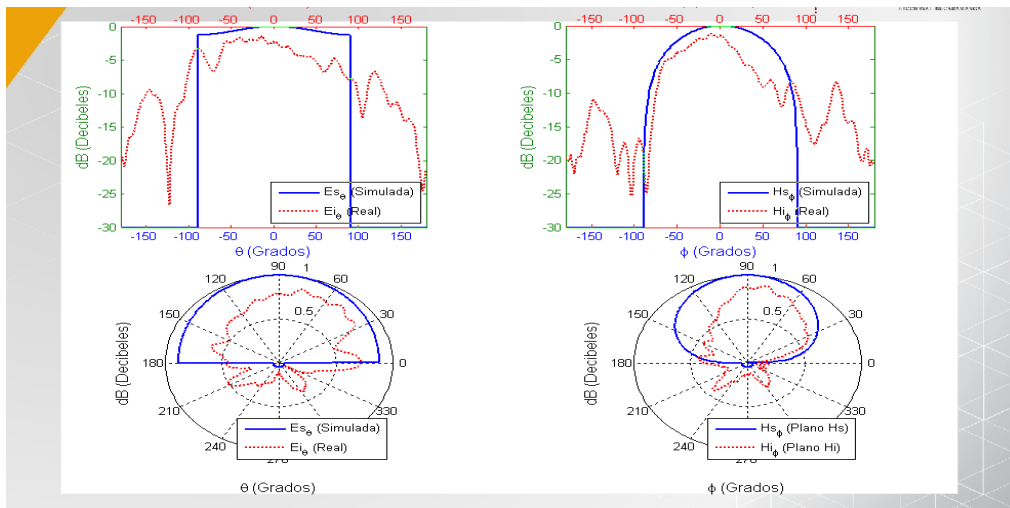 -150 -100 -50 0 50 100 150
0
-5
-10
-15
-20
-25
-30
dB (Decibeles)
Es_θ (Simulada)
Ei_θ (Real)
-150 -100 -50 0 50 100 150
θ (Grados)
-150 -100 -50 0 50 100 150
0
-5
-10
-15
-20
-25
-30
dB (Decibeles)
Hs_ϕ (Simulada)
Hi_ϕ (Real)
-150 -100 -50 0 50 100 150
ϕ (Grados)
90
120 1 60
150 0.5 30
180 0
210 330
240
dB (Decibeles)
Es_θ (Simulada)
Ei_θ (Real)
θ (Grados)
90
120 1 60
150 0.5 30
180 0
210 330
240
dB (Decibeles)
Hs_ϕ (Plano Hs)
Hi_ϕ (Plano Hi)
ϕ (Grados)